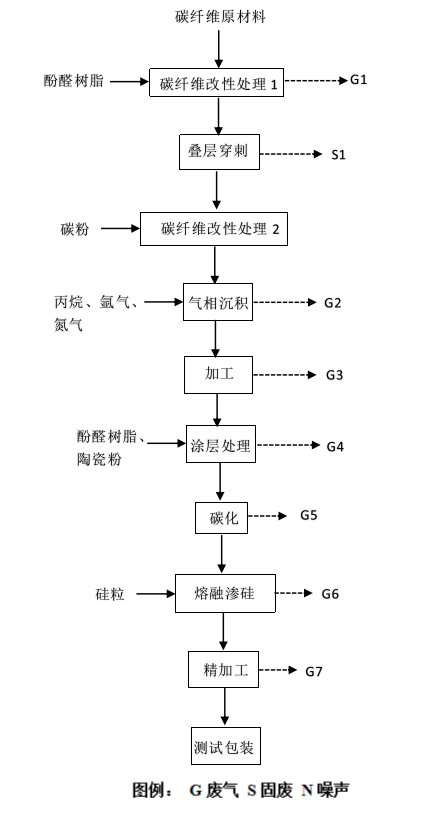 碳纤维原材料
酚醛树脂
碳纤维改性处理 1
G1
叠层穿刺
S1
碳粉
碳纤维改性处理 2
丙烷、氩气、
氮气
气相沉积
G2
加工
G3
酚醛树脂、
陶瓷粉
涂层处理
G4
碳化
G5
硅粒
熔融渗硅
G6
精加工
G7
测试包装
图例： G 废气 S 固废 N 噪声